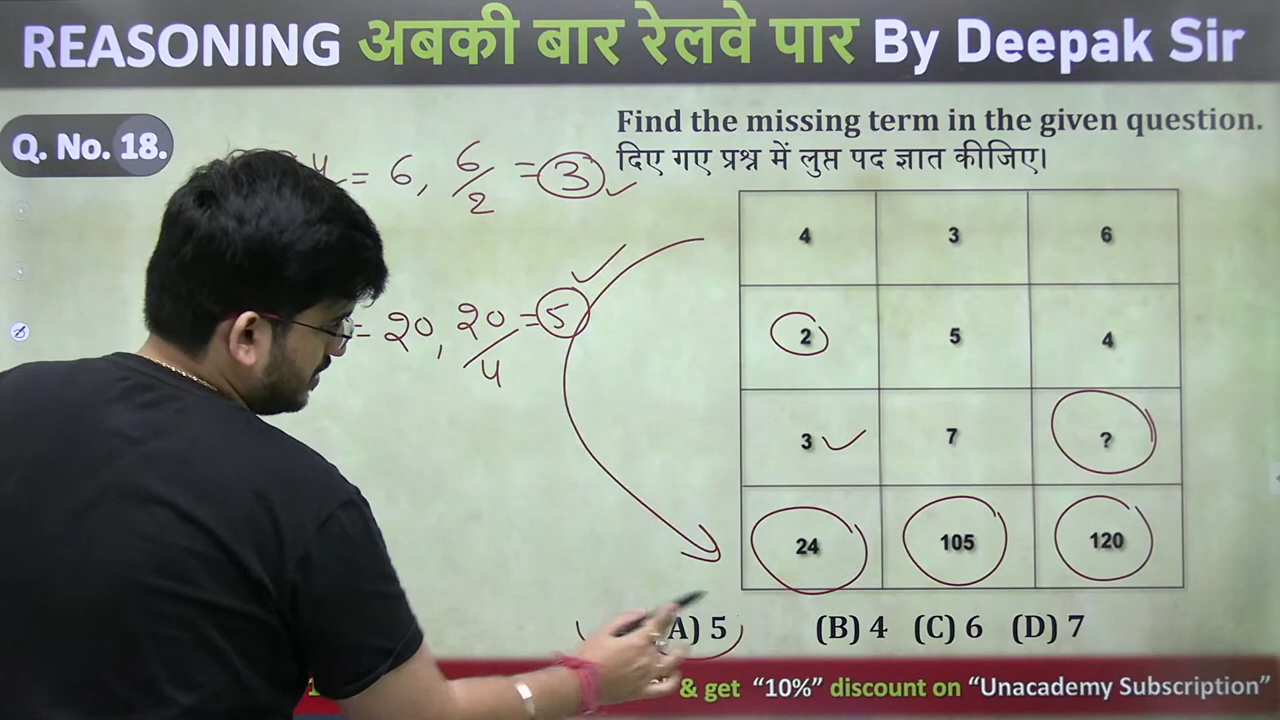 REASONING अबकी बार रेलवे पार By Deepak Sir
Q. No. 18.
Find the missing term in the given question.
दिए गए प्रश्न में लुप्त पद ज्ञात कीजिए।
= 6, 6/2 = 3
= 20, 20/4 = 5
4 3 6
2 5 4
3 7 ?
24 105 120
A) 5 (B) 4 (C) 6 (D) 7
& get “10%” discount on “Unacademy Subscription”